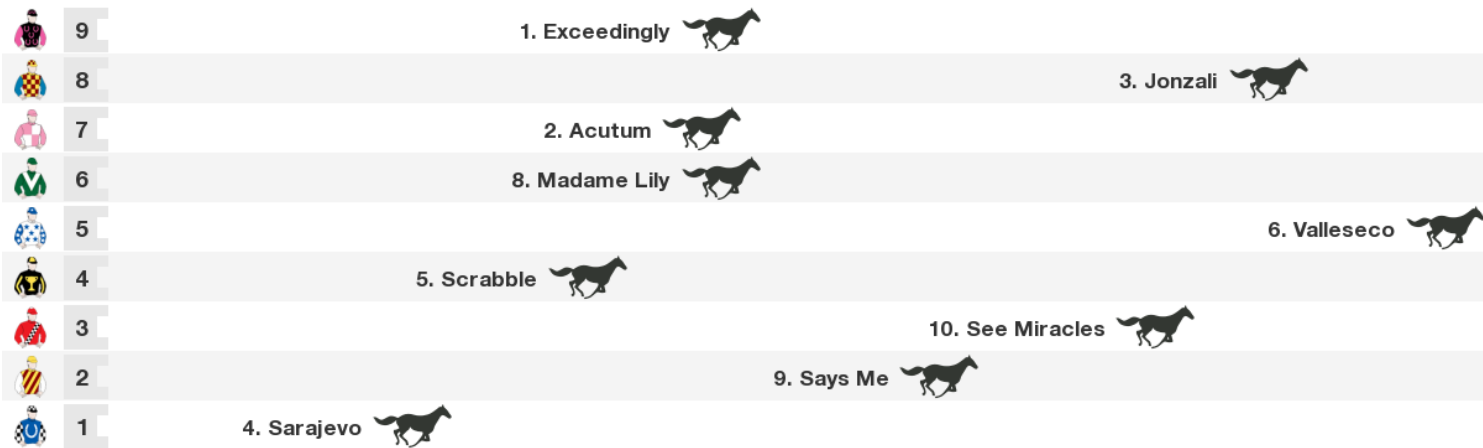 9 1. Exceedingly
8 3. Jonzali
7 2. Acutum
6 8. Madame Lily
5 6. Valleseco
4 5. Scrabble
3 10. See Miracles
2 9. Says Me
1 4. Sarajevo